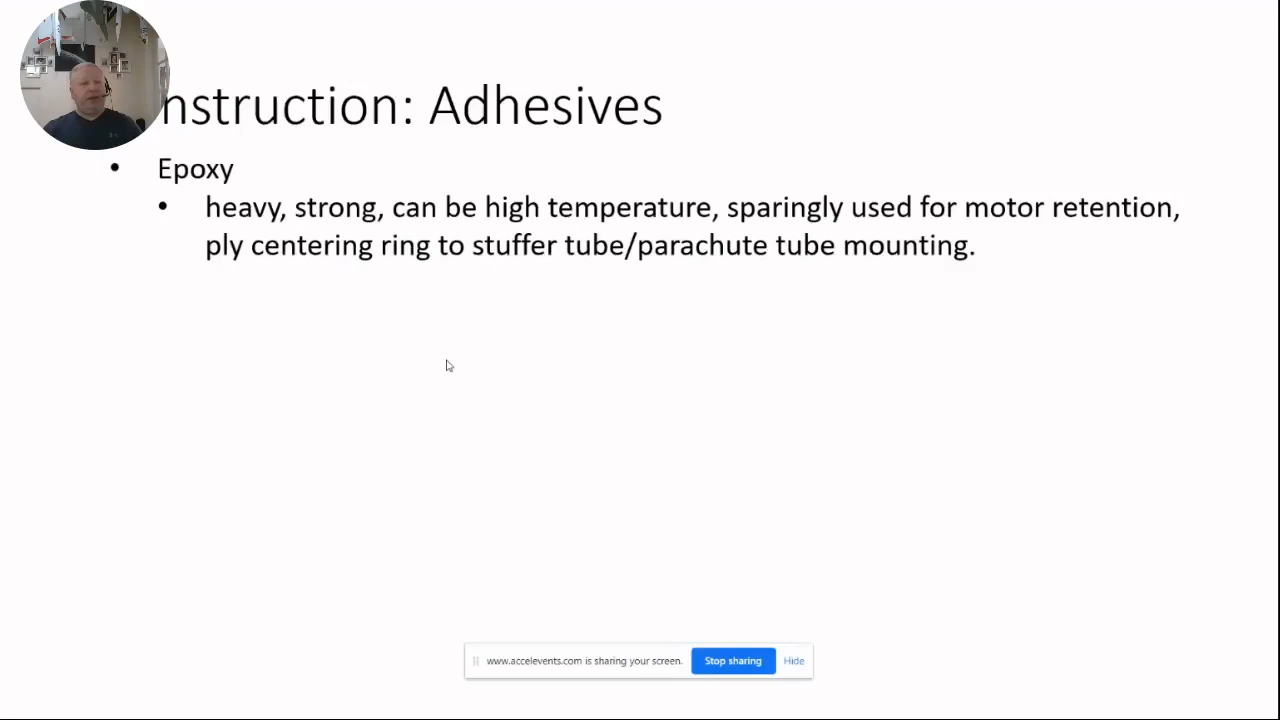 nstruction: Adhesives
• Epoxy
• heavy, strong, can be high temperature, sparingly used for motor retention,
ply centering ring to stuffer tube/parachute tube mounting.
www.accelevents.com is sharing your screen. Stop sharing Hide